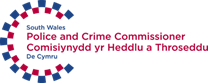 South Wales
Police and Crime Commissioner
Comisiynydd yr Heddlu a Throseddu
De Cymru